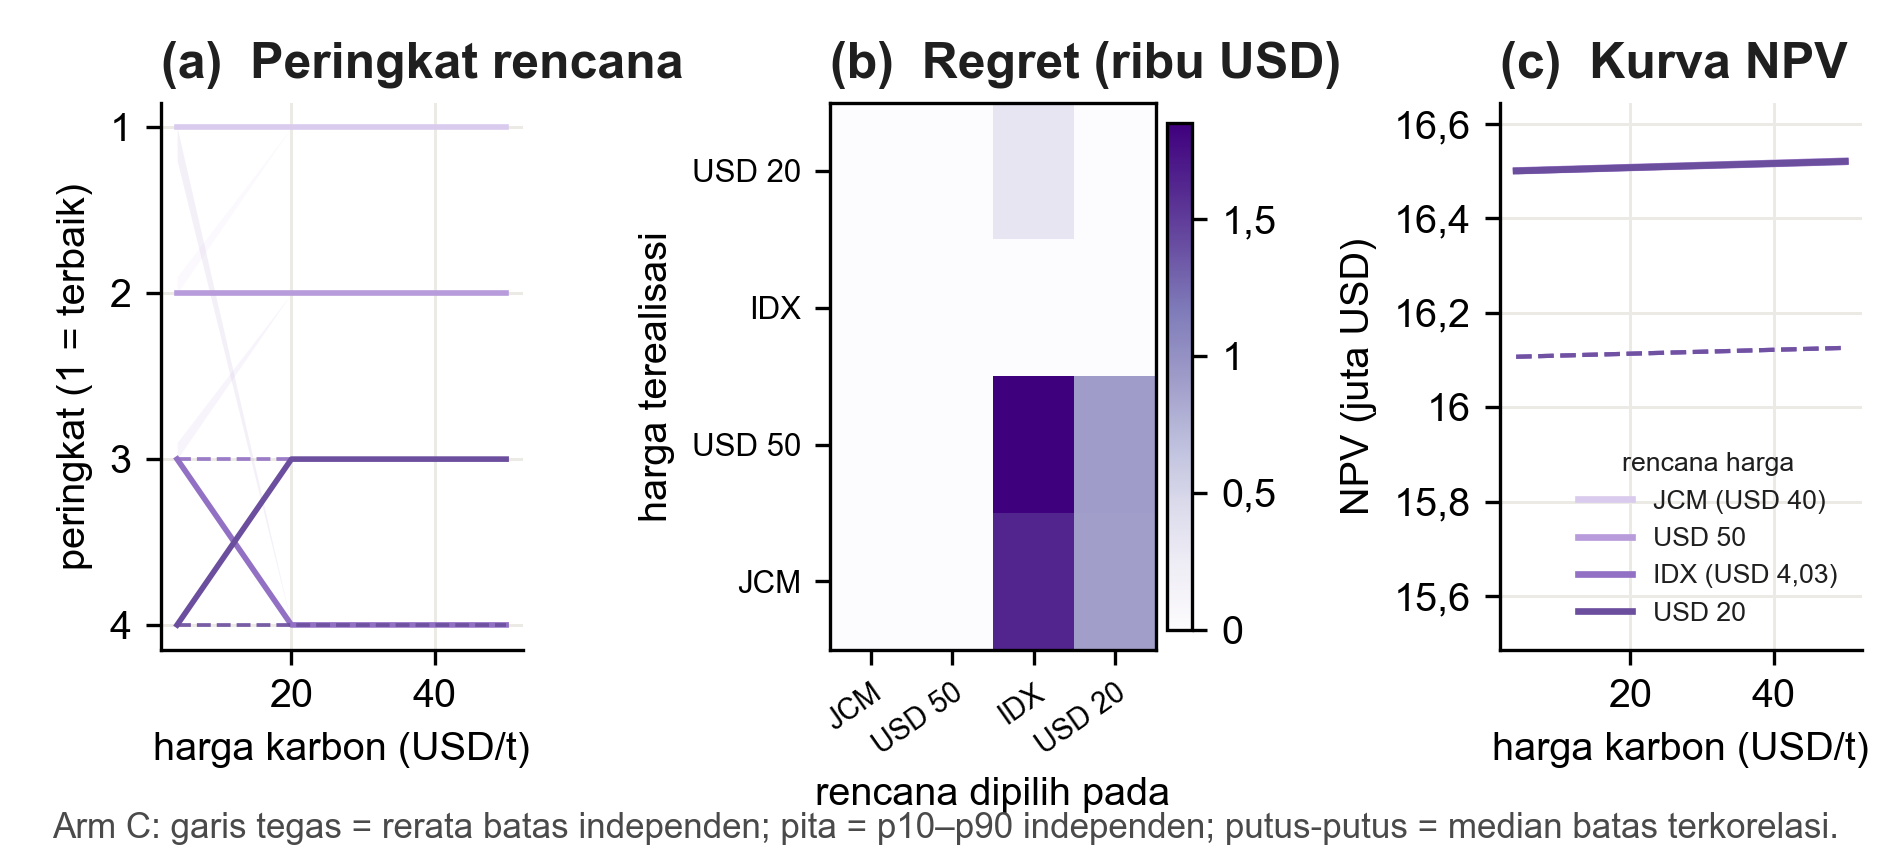 (a) Peringkat rencana
1
2
3
4
peringkat (1 = terbaik)
20
40
harga karbon (USD/t)
(b) Regret (ribu USD)
USD 20
IDX
USD 50
JCM
harga terealisasi
JCM
USD 50
IDX
USD 20
rencana dipilih pada
1,5
1
0,5
0
(c) Kurva NPV
16,6
16,4
16,2
16
15,8
15,6
NPV (juta USD)
rencana harga
JCM (USD 40)
USD 50
IDX (USD 4,03)
USD 20
20
40
harga karbon (USD/t)
Arm C: garis tegas = rerata batas independen; pita = p10–p90 independen; putus-putus = median batas terkorelasi.